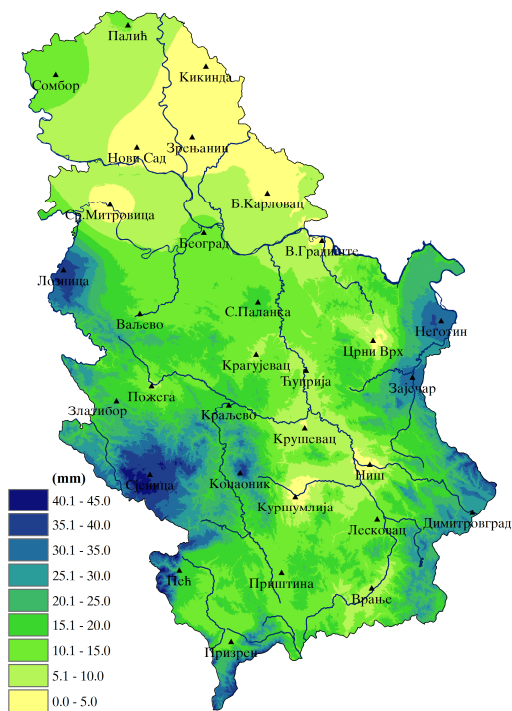 Палић
Кикинда
Сомбор
Зрењанин
Нови Сад
Б.Карловац
Ср.Митровица
Београд
В.Градиште
Лозница
С.Паланка
Ваљево
Неготин
Црни Врх
Крагујевац
Ћуприја
Зајечар
Пожега
Златибор
Краљево
Крушевац
(mm)
Сјеница
Копаоник
Ниш
40.1 - 45.0
35.1 - 40.0
Куршумлија
Димитровград
Лесковац
30.1 - 35.0
25.1 - 30.0
Пећ
Приштина
20.1 - 25.0
Врање
15.1 - 20.0
10.1 - 15.0
Призрен
5.1 - 10.0
0.0 - 5.0